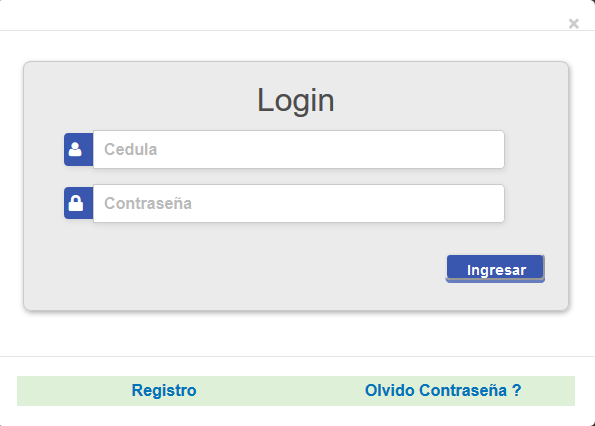 ×
Login
Cedula
Contraseña
Ingresar
Registro Olvido Contraseña ?